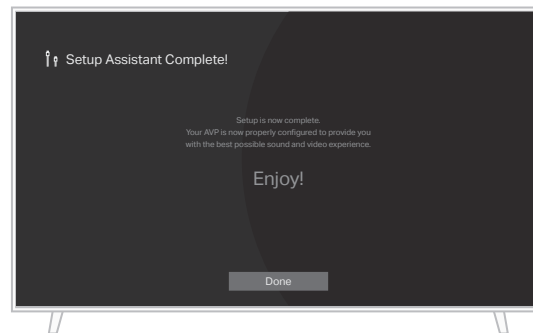 Setup Assistant Complete!
Setup is now complete.
Your AVP is now properly configured to provide you
with the best possible sound and video experience.
Enjoy!
Done